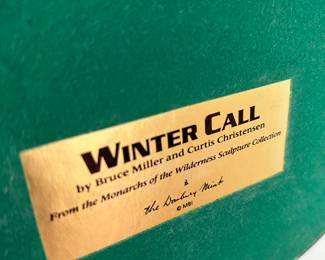 WINTER CALL
by Bruce Miller and Curtis Christensen
From the Monarchs of the Wilderness Sculpture Collection
&
the Danbury Mint
© MBI